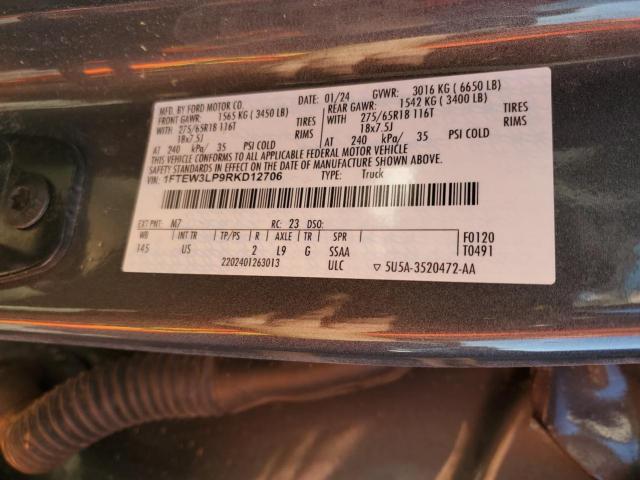 MFD. BY FORD MOTOR CO. 01/24 GVWR: 3016 KG ( 6650 LB)
FRONT GAWR: 1565 KG ( 3450 LB) REAR GAWR: 1542 KG ( 3400 LB)
WITH 275/65R18 116T TIRES WITH 275/65R18 116T TIRES
18x7.5J RIMS 18x7.5J RIMS
AT 240 kPa/ 35 PSI COLD AT 240 kPa/ 35 PSI COLD
THIS VEHICLE CONFORMS TO ALL APPLICABLE FEDERAL MOTOR VEHICLE
SAFETY STANDARDS IN EFFECT ON THE DATE OF MANUFACTURE SHOWN ABOVE.
VIN: 1FTEW3LP9RKD12706 TYPE: Truck
EXT PNT: M7 RC: 23 DSO:
WB INT TR TP/PS R AXLE TR SPR F0120
145 US 2 L9 G SSAA T0491
2202401263013 ULC ▽ 5U5A-3520472-AA